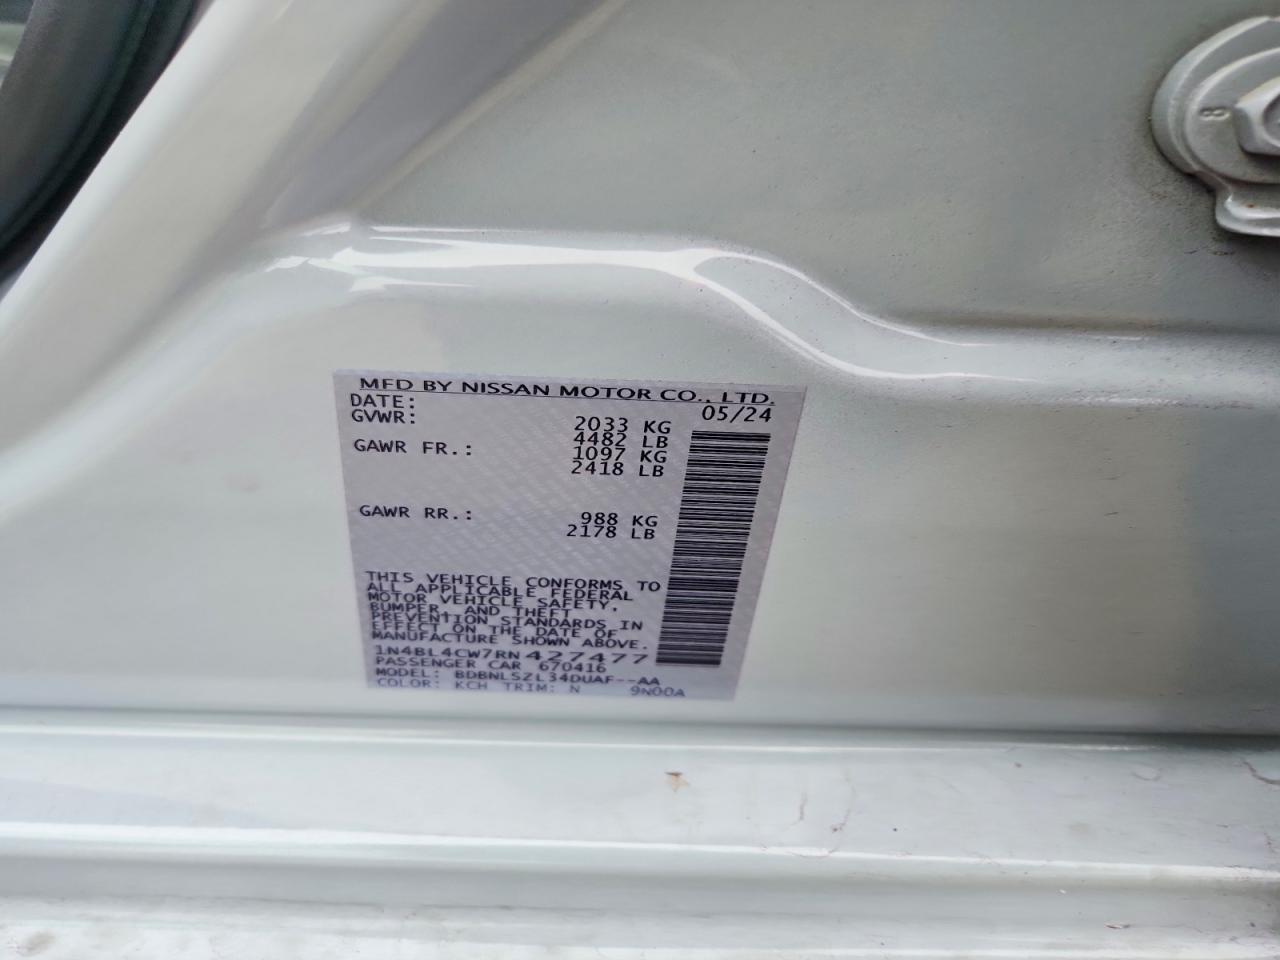 8
MFD BY NISSAN MOTOR CO., LTD.
DATE: 05/24
GVWR: 2033 KG
4482 LB
GAWR FR.: 1097 KG
2418 LB
GAWR RR.: 988 KG
2178 LB
THIS VEHICLE CONFORMS TO
ALL APPLICABLE FEDERAL
MOTOR VEHICLE SAFETY,
BUMPER, AND THEFT
PREVENTION STANDARDS IN
EFFECT ON THE DATE OF
MANUFACTURE SHOWN ABOVE.
1N4BL4CW7RN427477
PASSENGER CAR 670416
MODEL: BDBNLSZL34DUAF--AA
COLOR: KCH TRIM: N 9N00A